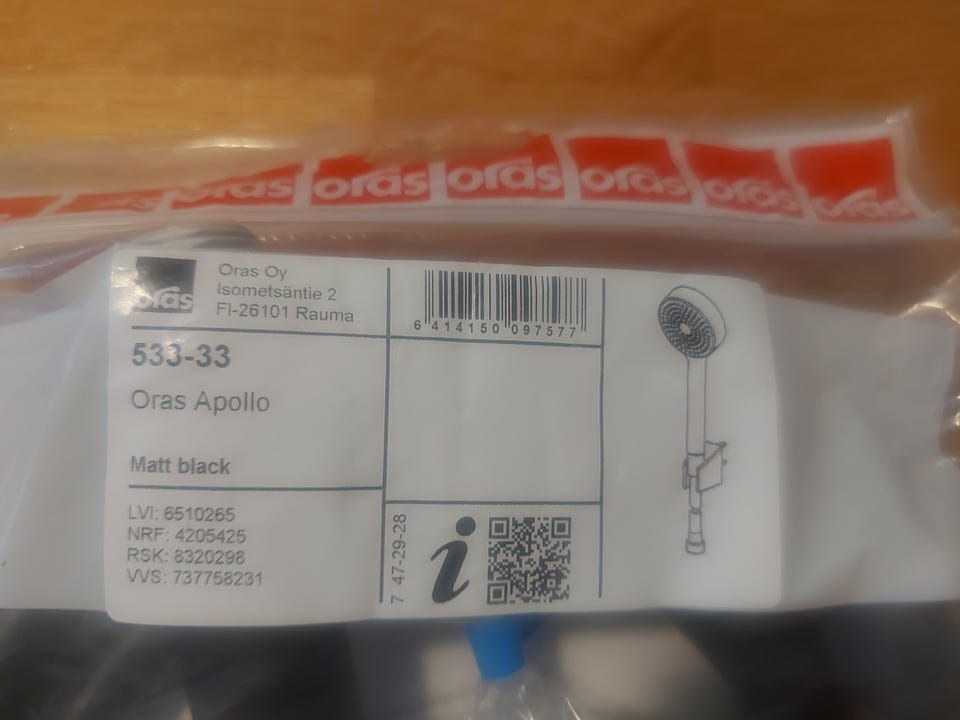 oras oras oras oras oras oras
oras
Oras Oy
Isometsäntie 2
FI-26101 Rauma
6 414150 097577
533-33
Oras Apollo
Matt black
LVI: 6510265
NRF: 4205425
RSK: 8320298
VVS: 737758231
7 47-29-28
i